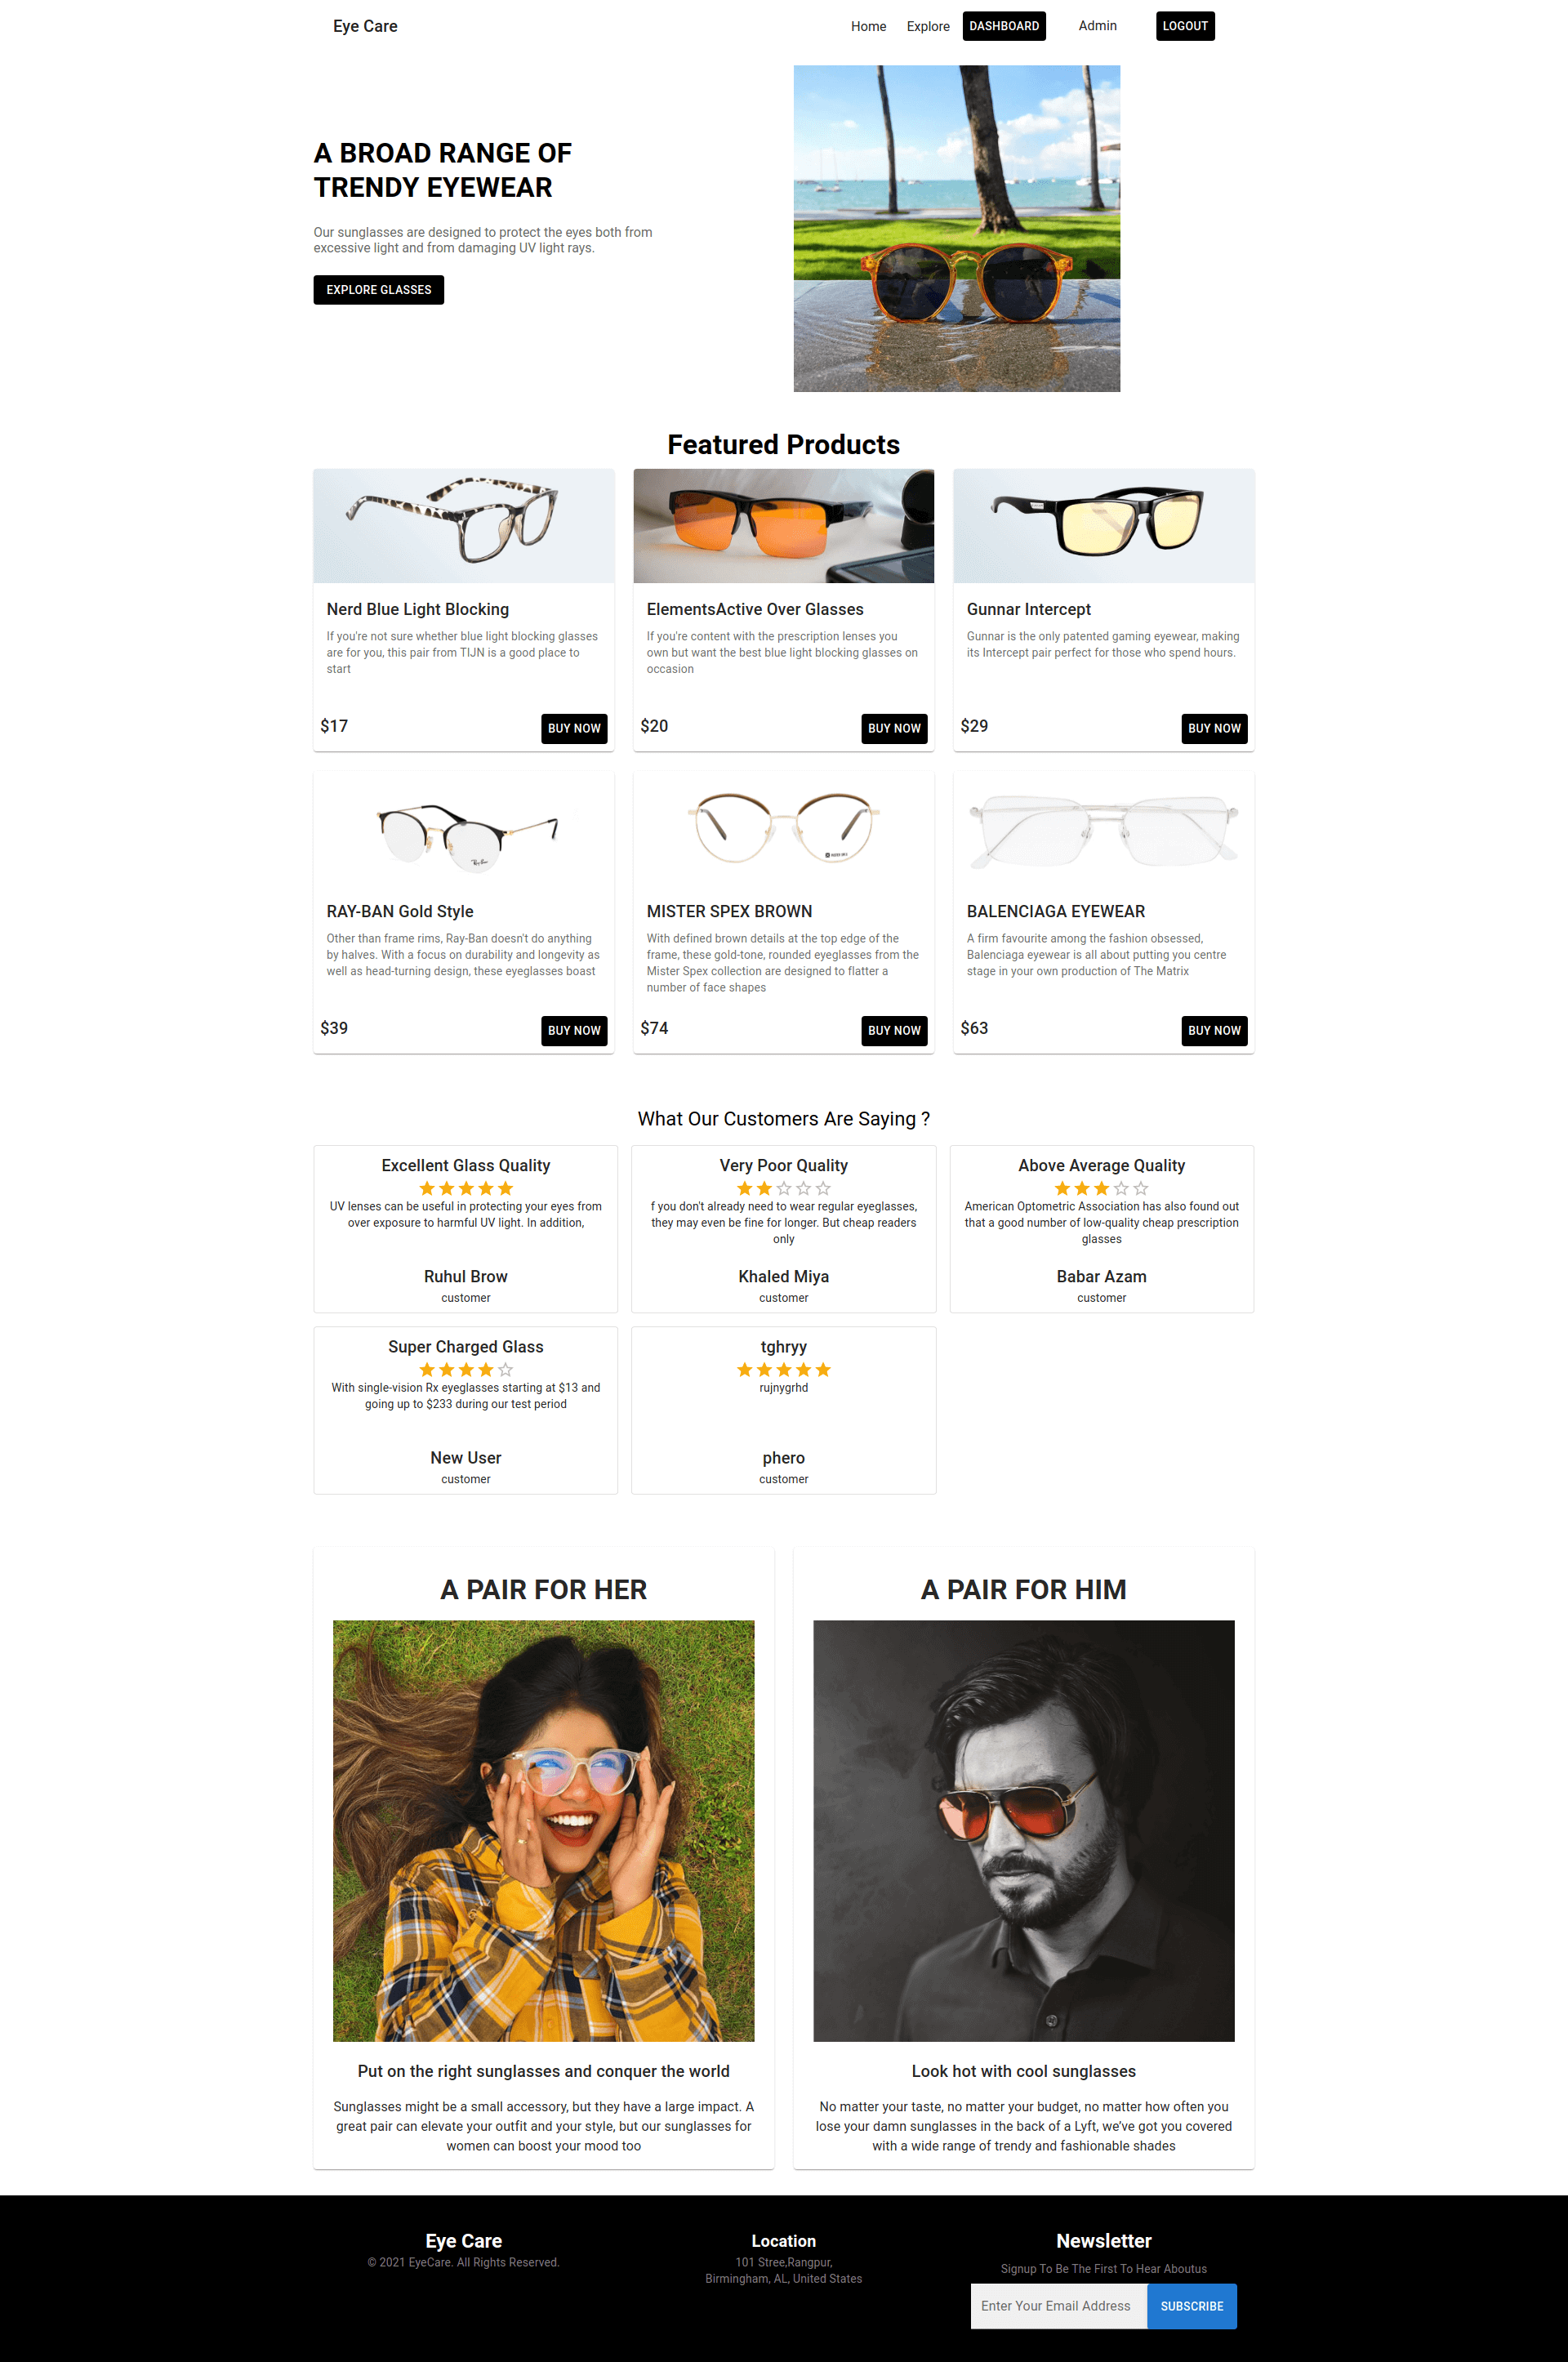 Eye Care
Home
Explore
DASHBOARD
Admin
LOGOUT
A BROAD RANGE OF
TRENDY EYEWEAR
Our sunglasses are designed to protect the eyes both from
excessive light and from damaging UV light rays.
EXPLORE GLASSES
Featured Products
Nerd Blue Light Blocking
If you're not sure whether blue light blocking glasses
are for you, this pair from TIJN is a good place to
start
$17
BUY NOW
ElementsActive Over Glasses
If you're content with the prescription lenses you
own but want the best blue light blocking glasses on
occasion
$20
BUY NOW
Gunnar Intercept
Gunnar is the only patented gaming eyewear, making
its Intercept pair perfect for those who spend hours.
$29
BUY NOW
Ray-Ban
RAY-BAN Gold Style
Other than frame rims, Ray-Ban doesn't do anything
by halves. With a focus on durability and longevity as
well as head-turning design, these eyeglasses boast
$39
BUY NOW
MISTER SPEX BROWN
With defined brown details at the top edge of the
frame, these gold-tone, rounded eyeglasses from the
Mister Spex collection are designed to flatter a
number of face shapes
$74
BUY NOW
BALENCIAGA EYEWEAR
A firm favourite among the fashion obsessed,
Balenciaga eyewear is all about putting you centre
stage in your own production of The Matrix
$63
BUY NOW
What Our Customers Are Saying ?
Excellent Glass Quality
UV lenses can be useful in protecting your eyes from
over exposure to harmful UV light. In addition,
Ruhul Brow
customer
Very Poor Quality
f you don't already need to wear regular eyeglasses,
they may even be fine for longer. But cheap readers
only
Khaled Miya
customer
Above Average Quality
American Optometric Association has also found out
that a good number of low-quality cheap prescription
glasses
Babar Azam
customer
Super Charged Glass
With single-vision Rx eyeglasses starting at $13 and
going up to $233 during our test period
New User
customer
tghryy
rujnygrhd
phero
customer
A PAIR FOR HER
Put on the right sunglasses and conquer the world
Sunglasses might be a small accessory, but they have a large impact. A
great pair can elevate your outfit and your style, but our sunglasses for
women can boost your mood too
A PAIR FOR HIM
Look hot with cool sunglasses
No matter your taste, no matter your budget, no matter how often you
lose your damn sunglasses in the back of a Lyft, we've got you covered
with a wide range of trendy and fashionable shades
Eye Care
© 2021 EyeCare. All Rights Reserved.
Location
101 Stree,Rangpur,
Birmingham, AL, United States
Newsletter
Signup To Be The First To Hear Aboutus
Enter Your Email Address
SUBSCRIBE